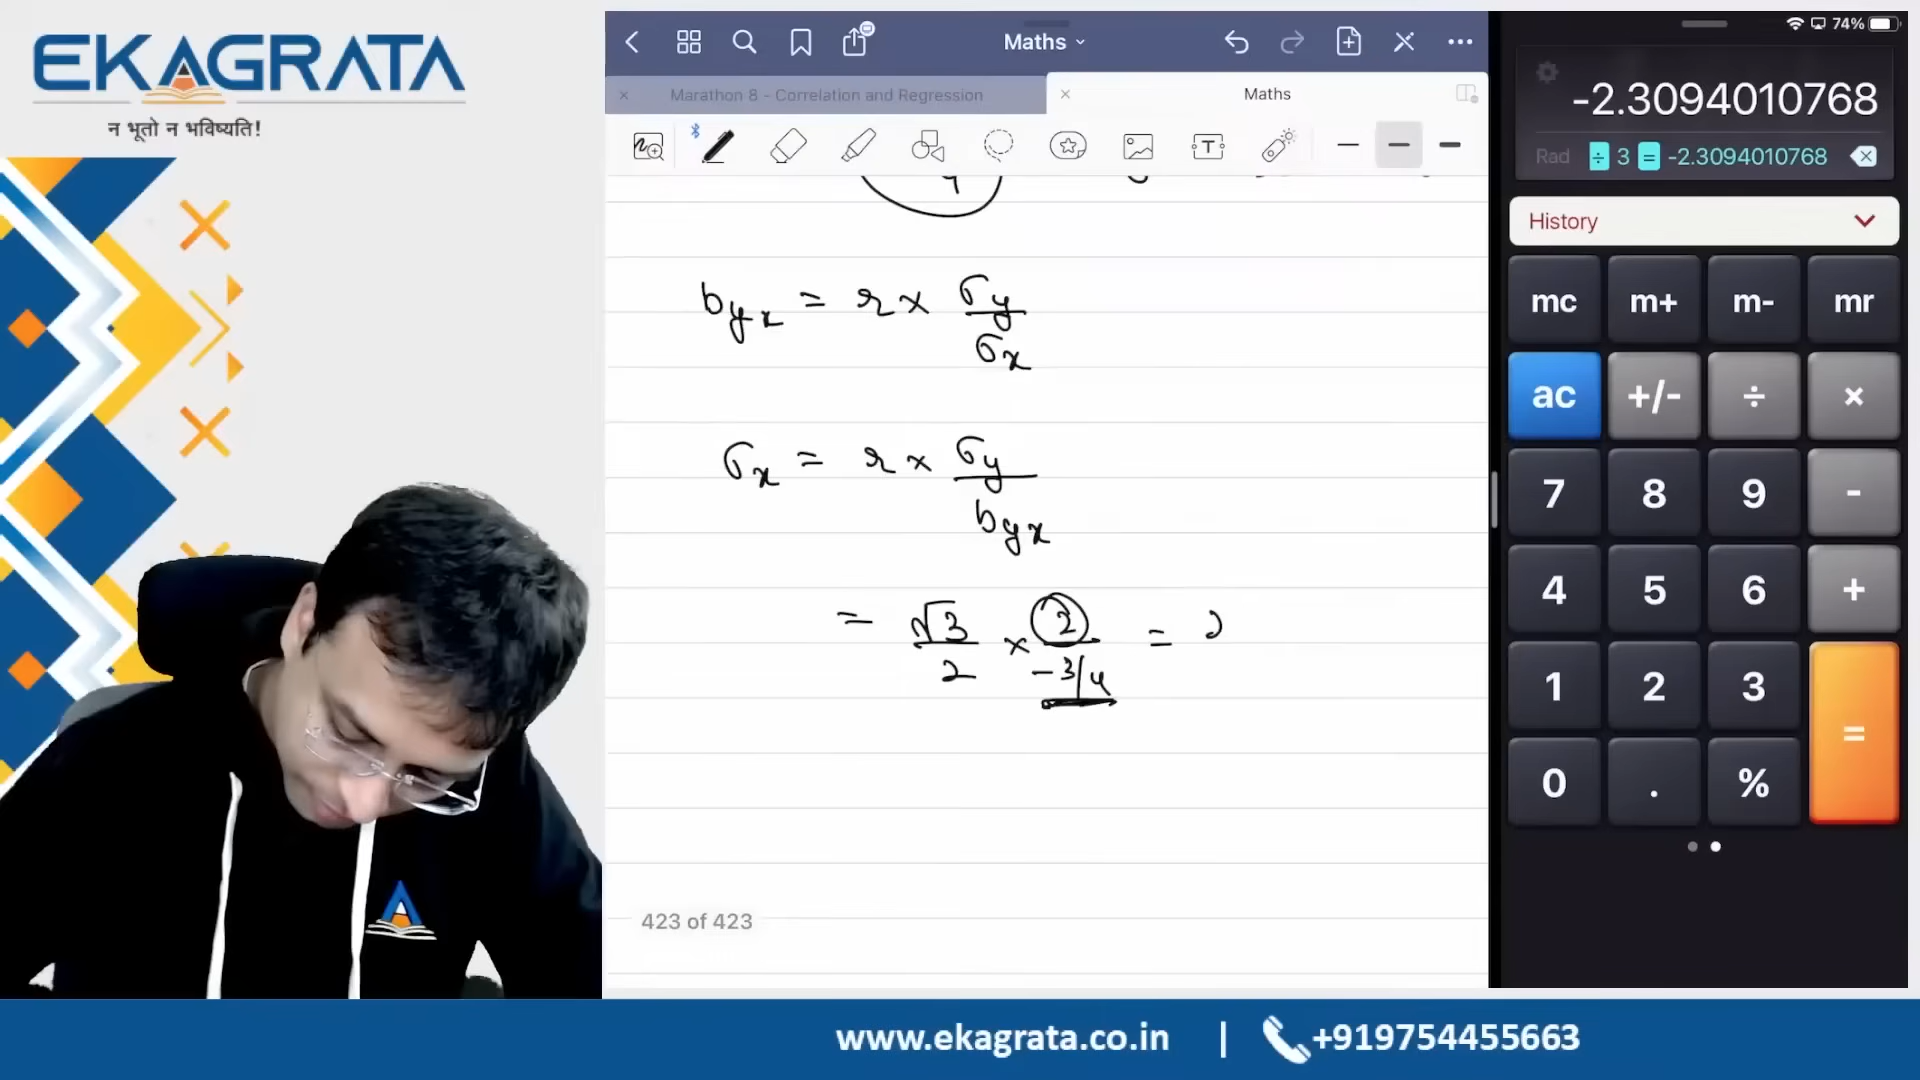 EKAGRATA
न भूतो न भविष्यति!
Maths
Marathon 8 - Correlation and Regression
Maths
T
74%
-2.3094010768
Rad ÷ 3 = -2.3094010768
History
mc m+ m- mr
ac +/- ÷ ×
7 8 9 -
4 5 6 +
1 2 3 =
0 . %
byx = r × σy / σx
σx = r × σy / byx
= √3 / 2 × 2 / -3/4 = 2
423 of 423
www.ekagrata.co.in | +919754455663